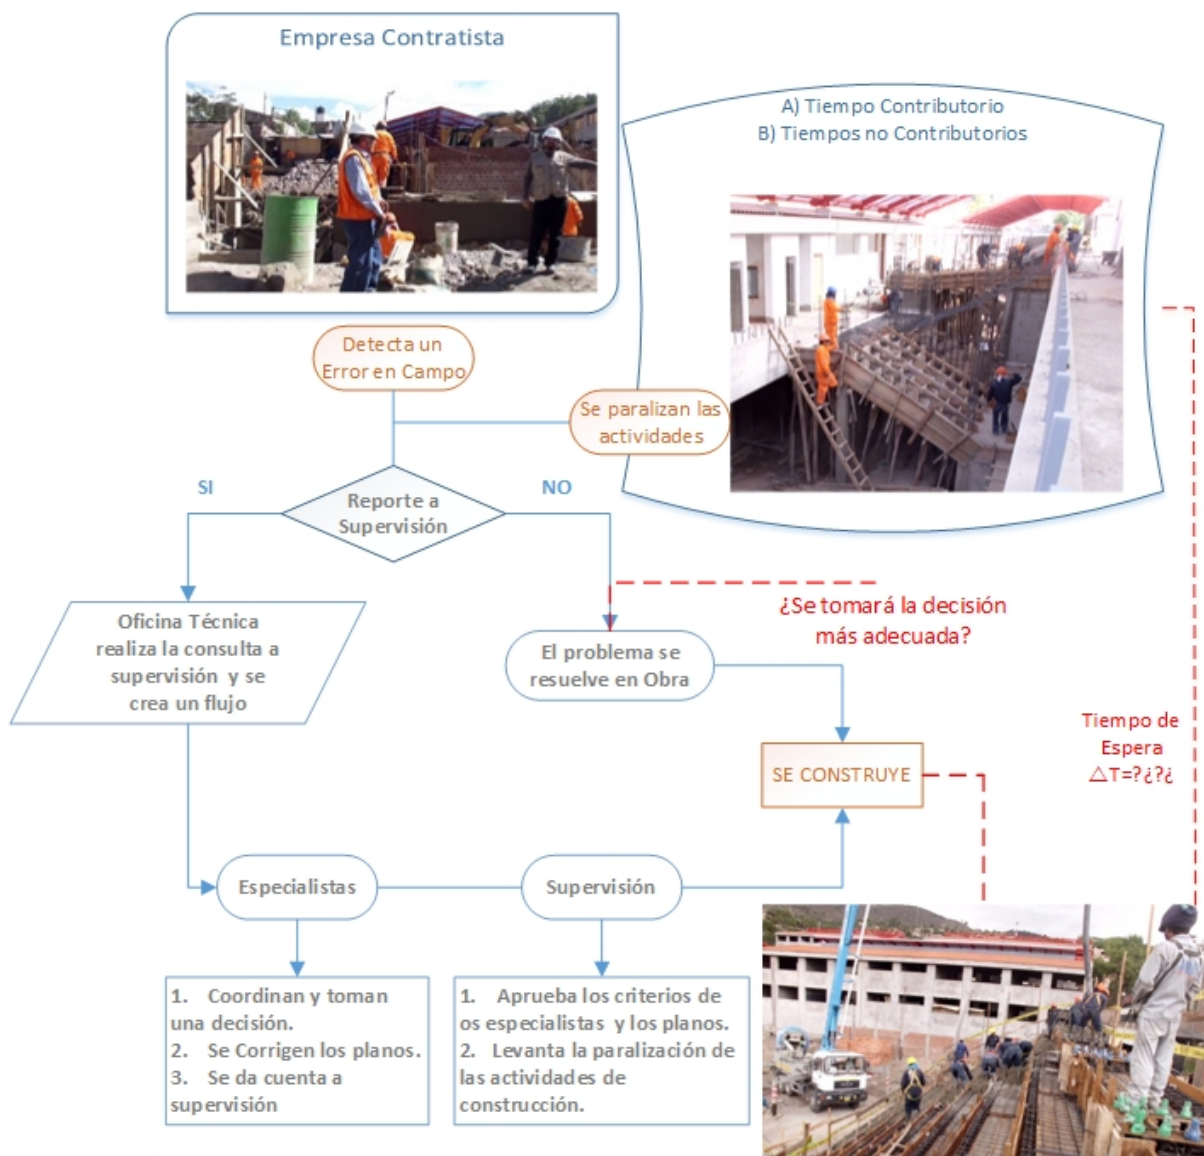 Empresa Contratista
A) Tiempo Contributorio
B) Tiempos no Contributorios
Detecta un
Error en Campo
Se paralizan las
actividades
SI
NO
Reporte a
Supervisión
¿Se tomará la decisión
más adecuada?
Oficina Técnica
realiza la consulta a
supervisión y se
crea un flujo
El problema se
resuelve en Obra
Tiempo de
Espera
△T=?¿?¿
SE CONSTRUYE
Especialistas
Supervisión
1. Coordinan y toman
una decisión.
2. Se Corrigen los planos.
3. Se da cuenta a
supervisión
1. Aprueba los criterios de
os especialistas y los planos.
2. Levanta la paralización de
las actividades de
construcción.